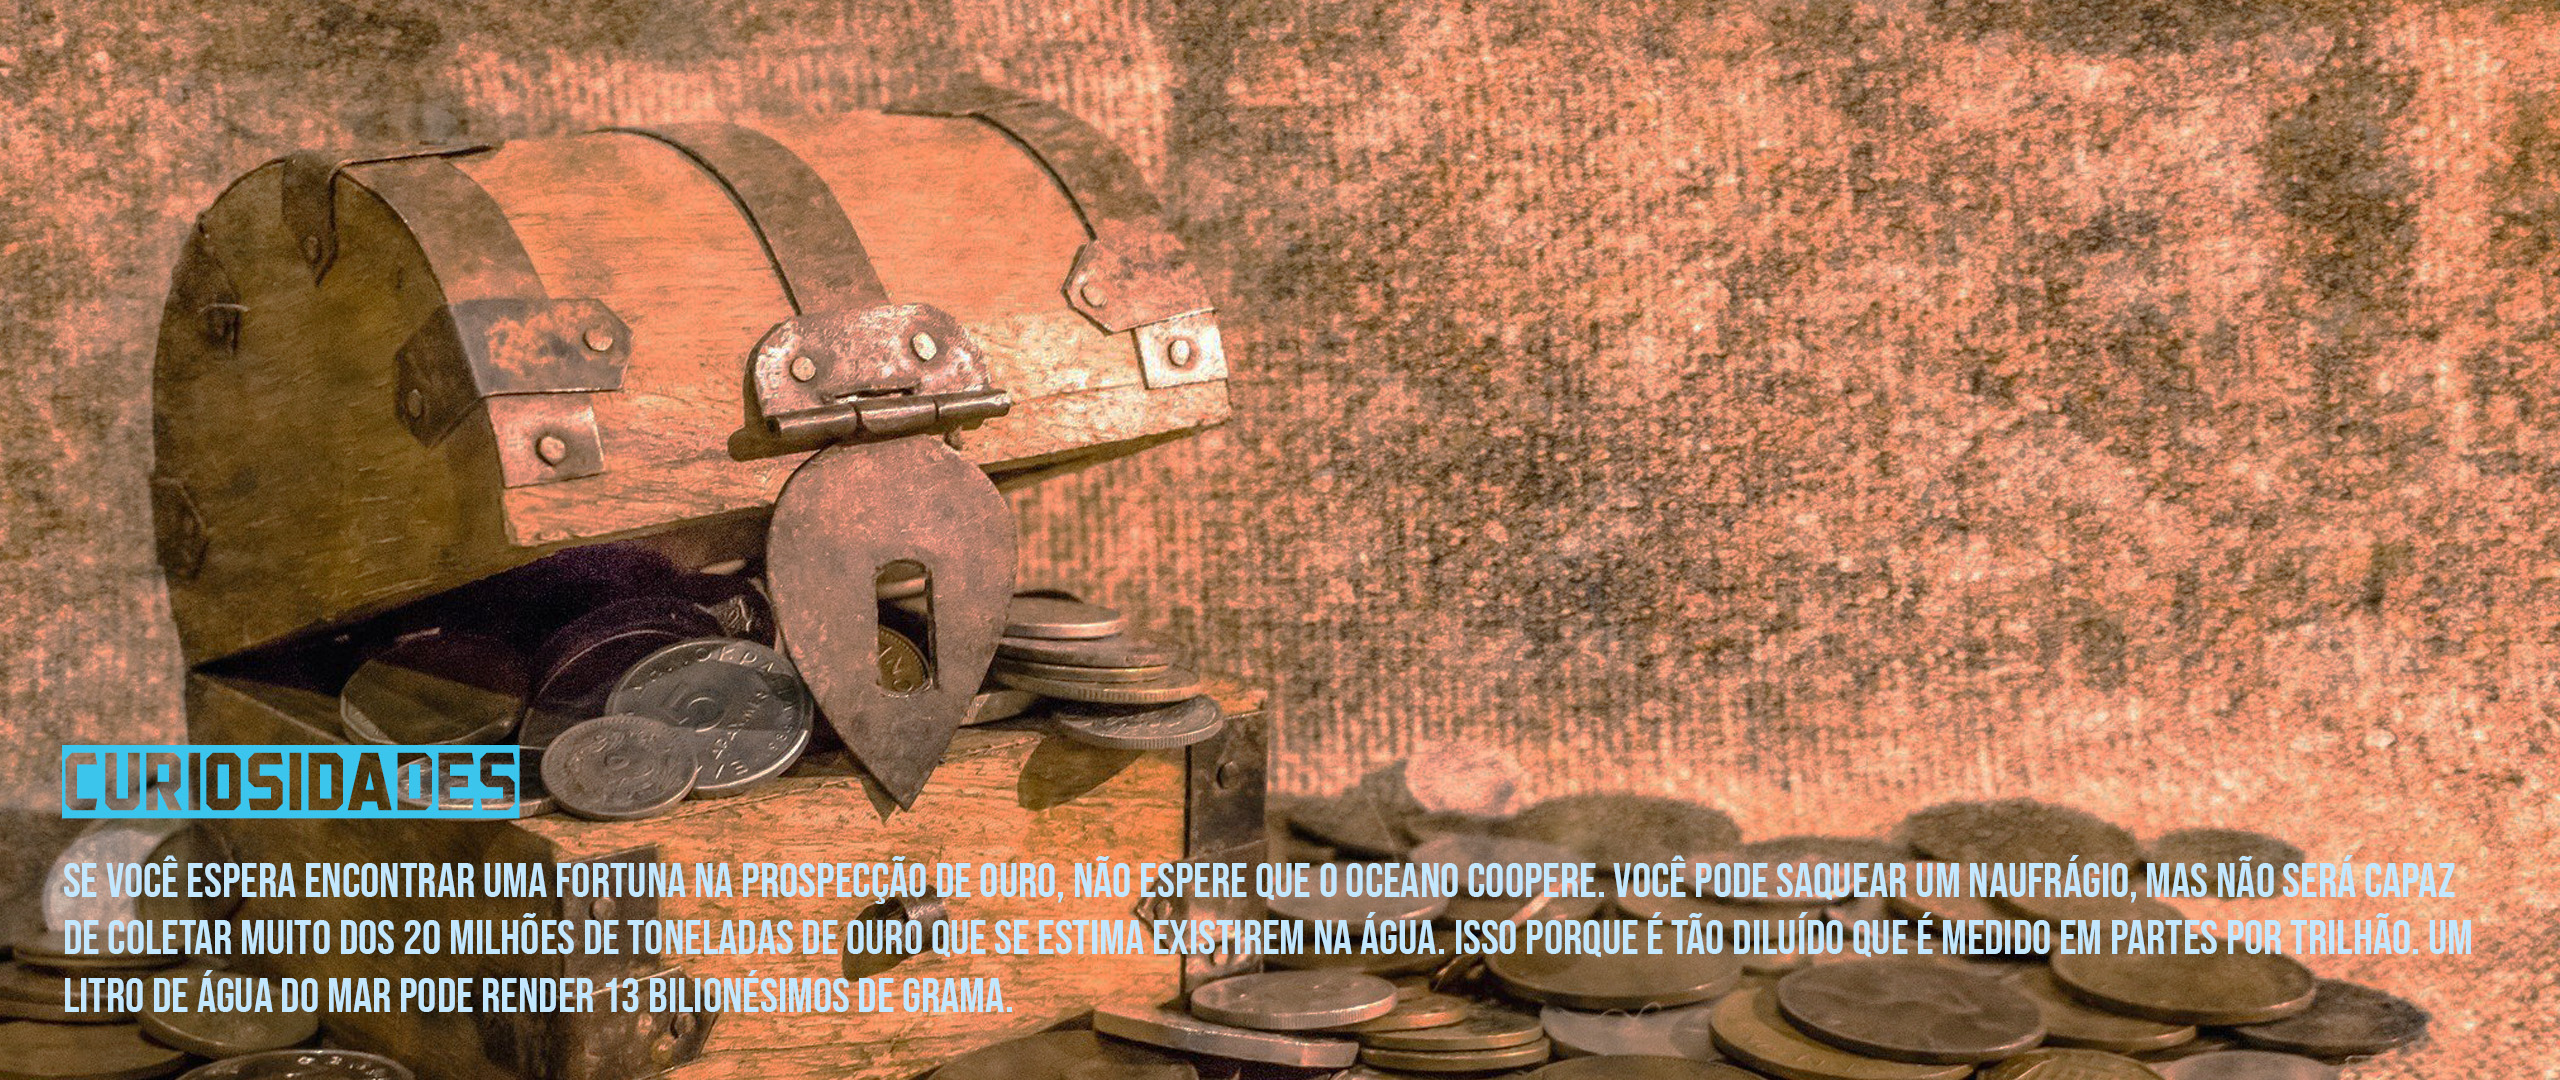 CURIOSIDADES
SE VOCÊ ESPERA ENCONTRAR UMA FORTUNA NA PROSPECÇÃO DE OURO, NÃO ESPERE QUE O OCEANO COOPERE. VOCÊ PODE SAQUEAR UM NAUFRÁGIO, MAS NÃO SERÁ CAPAZ
DE COLETAR MUITO DOS 20 MILHÕES DE TONELADAS DE OURO QUE SE ESTIMA EXISTIREM NA ÁGUA. ISSO PORQUE É TÃO DILUÍDO QUE É MEDIDO EM PARTES POR TRILHÃO. UM
LITRO DE ÁGUA DO MAR PODE RENDER 13 BILIONÉSIMOS DE GRAMA.